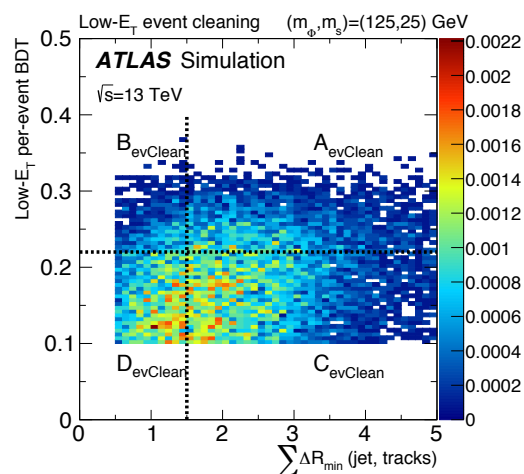 Low-E_T event cleaning (m_Φ,m_s)=(125,25) GeV
Low-E_T per-event BDT
ATLAS Simulation
√s=13 TeV
B_evClean A_evClean
D_evClean C_evClean
0.5
0.4
0.3
0.2
0.1
0
0 1 2 3 4 5
∑ ΔR_min (jet, tracks)
0.0022
0.002
0.0018
0.0016
0.0014
0.0012
0.001
0.0008
0.0006
0.0004
0.0002
0